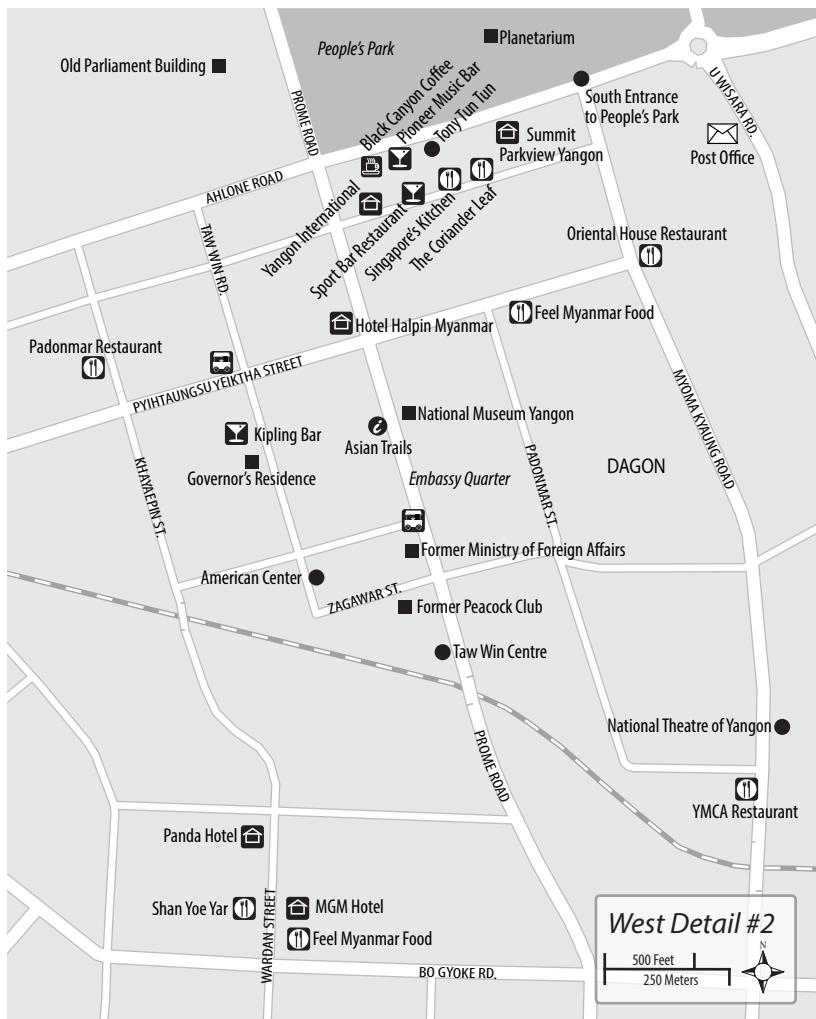 People's Park
Planetarium
Old Parliament Building
PROME ROAD
Black Canyon Coffee
Pioneer Music Bar
Tony Tun Tun
South Entrance
to People's Park
U WISARA RD.
Summit
Parkview Yangon
Post Office
AHLONE ROAD
TAW WIN RD.
Yangon International
Sport Bar Restaurant
Singapore's Kitchen
The Coriander Leaf
Oriental House Restaurant
Hotel Halpin Myanmar
Feel Myanmar Food
Padonmar Restaurant
PYIHTAUNGSU YEIKTHA STREET
MYOMA KYAUNG ROAD
National Museum Yangon
Kipling Bar
i
Asian Trails
Governor's Residence
Embassy Quarter
DAGON
KHAYAEPIN ST.
PADONMAR ST.
Former Ministry of Foreign Affairs
American Center
ZAGAWAR ST.
Former Peacock Club
Taw Win Centre
National Theatre of Yangon
PROME ROAD
YMCA Restaurant
Panda Hotel
Shan Yoe Yar
WARDAN STREET
MGM Hotel
Feel Myanmar Food
BO GYOKE RD.
West Detail #2
N
500 Feet
250 Meters